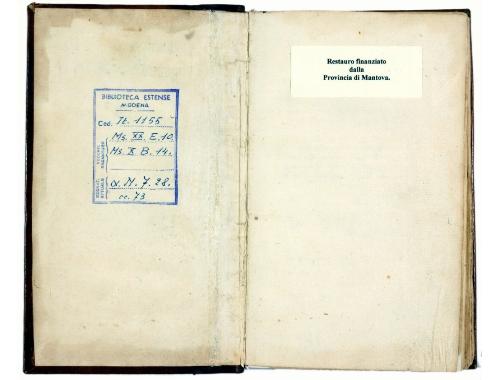 BIBLIOTECA ESTENSE
MODENA
Cod. It. 1155
Ms. XX. E. 10.
Ms. X B. 14.
α. M. 7. 28.
cc. 73
Restauro finanziato
dalla
Provincia di Mantova.